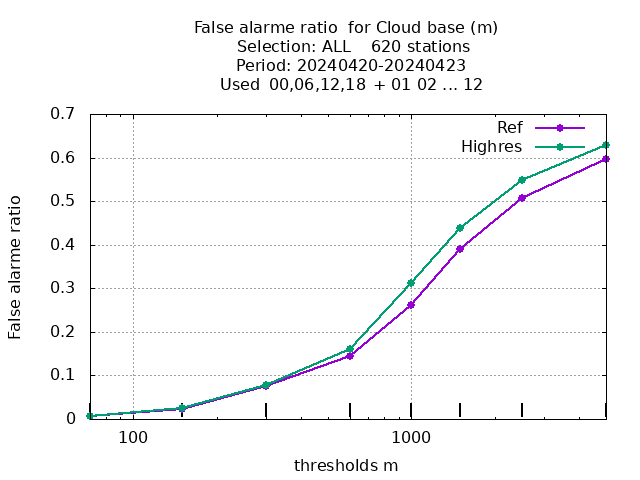 False alarme ratio  for Cloud base (m)
Selection: ALL    620 stations
Period: 20240420-20240423
Used  00,06,12,18  + 01 02 ... 12
0.7
0.6
0.5
0.4
0.3
0.2
0.1
0
False alarme ratio
Ref
Highres
100
1000
thresholds m